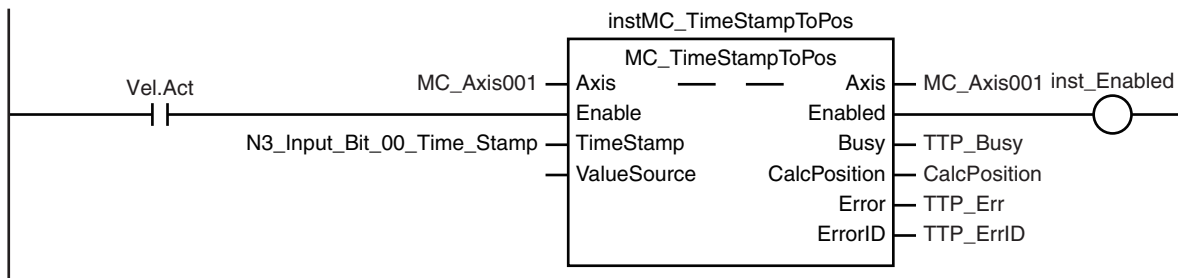 instMC_TimeStampToPos
MC_TimeStampToPos
Vel.Act
MC_Axis001 Axis Axis MC_Axis001 inst_Enabled
Enable Enabled
N3_Input_Bit_00_Time_Stamp TimeStamp Busy TTP_Busy
ValueSource CalcPosition CalcPosition
Error TTP_Err
ErrorID TTP_ErrID